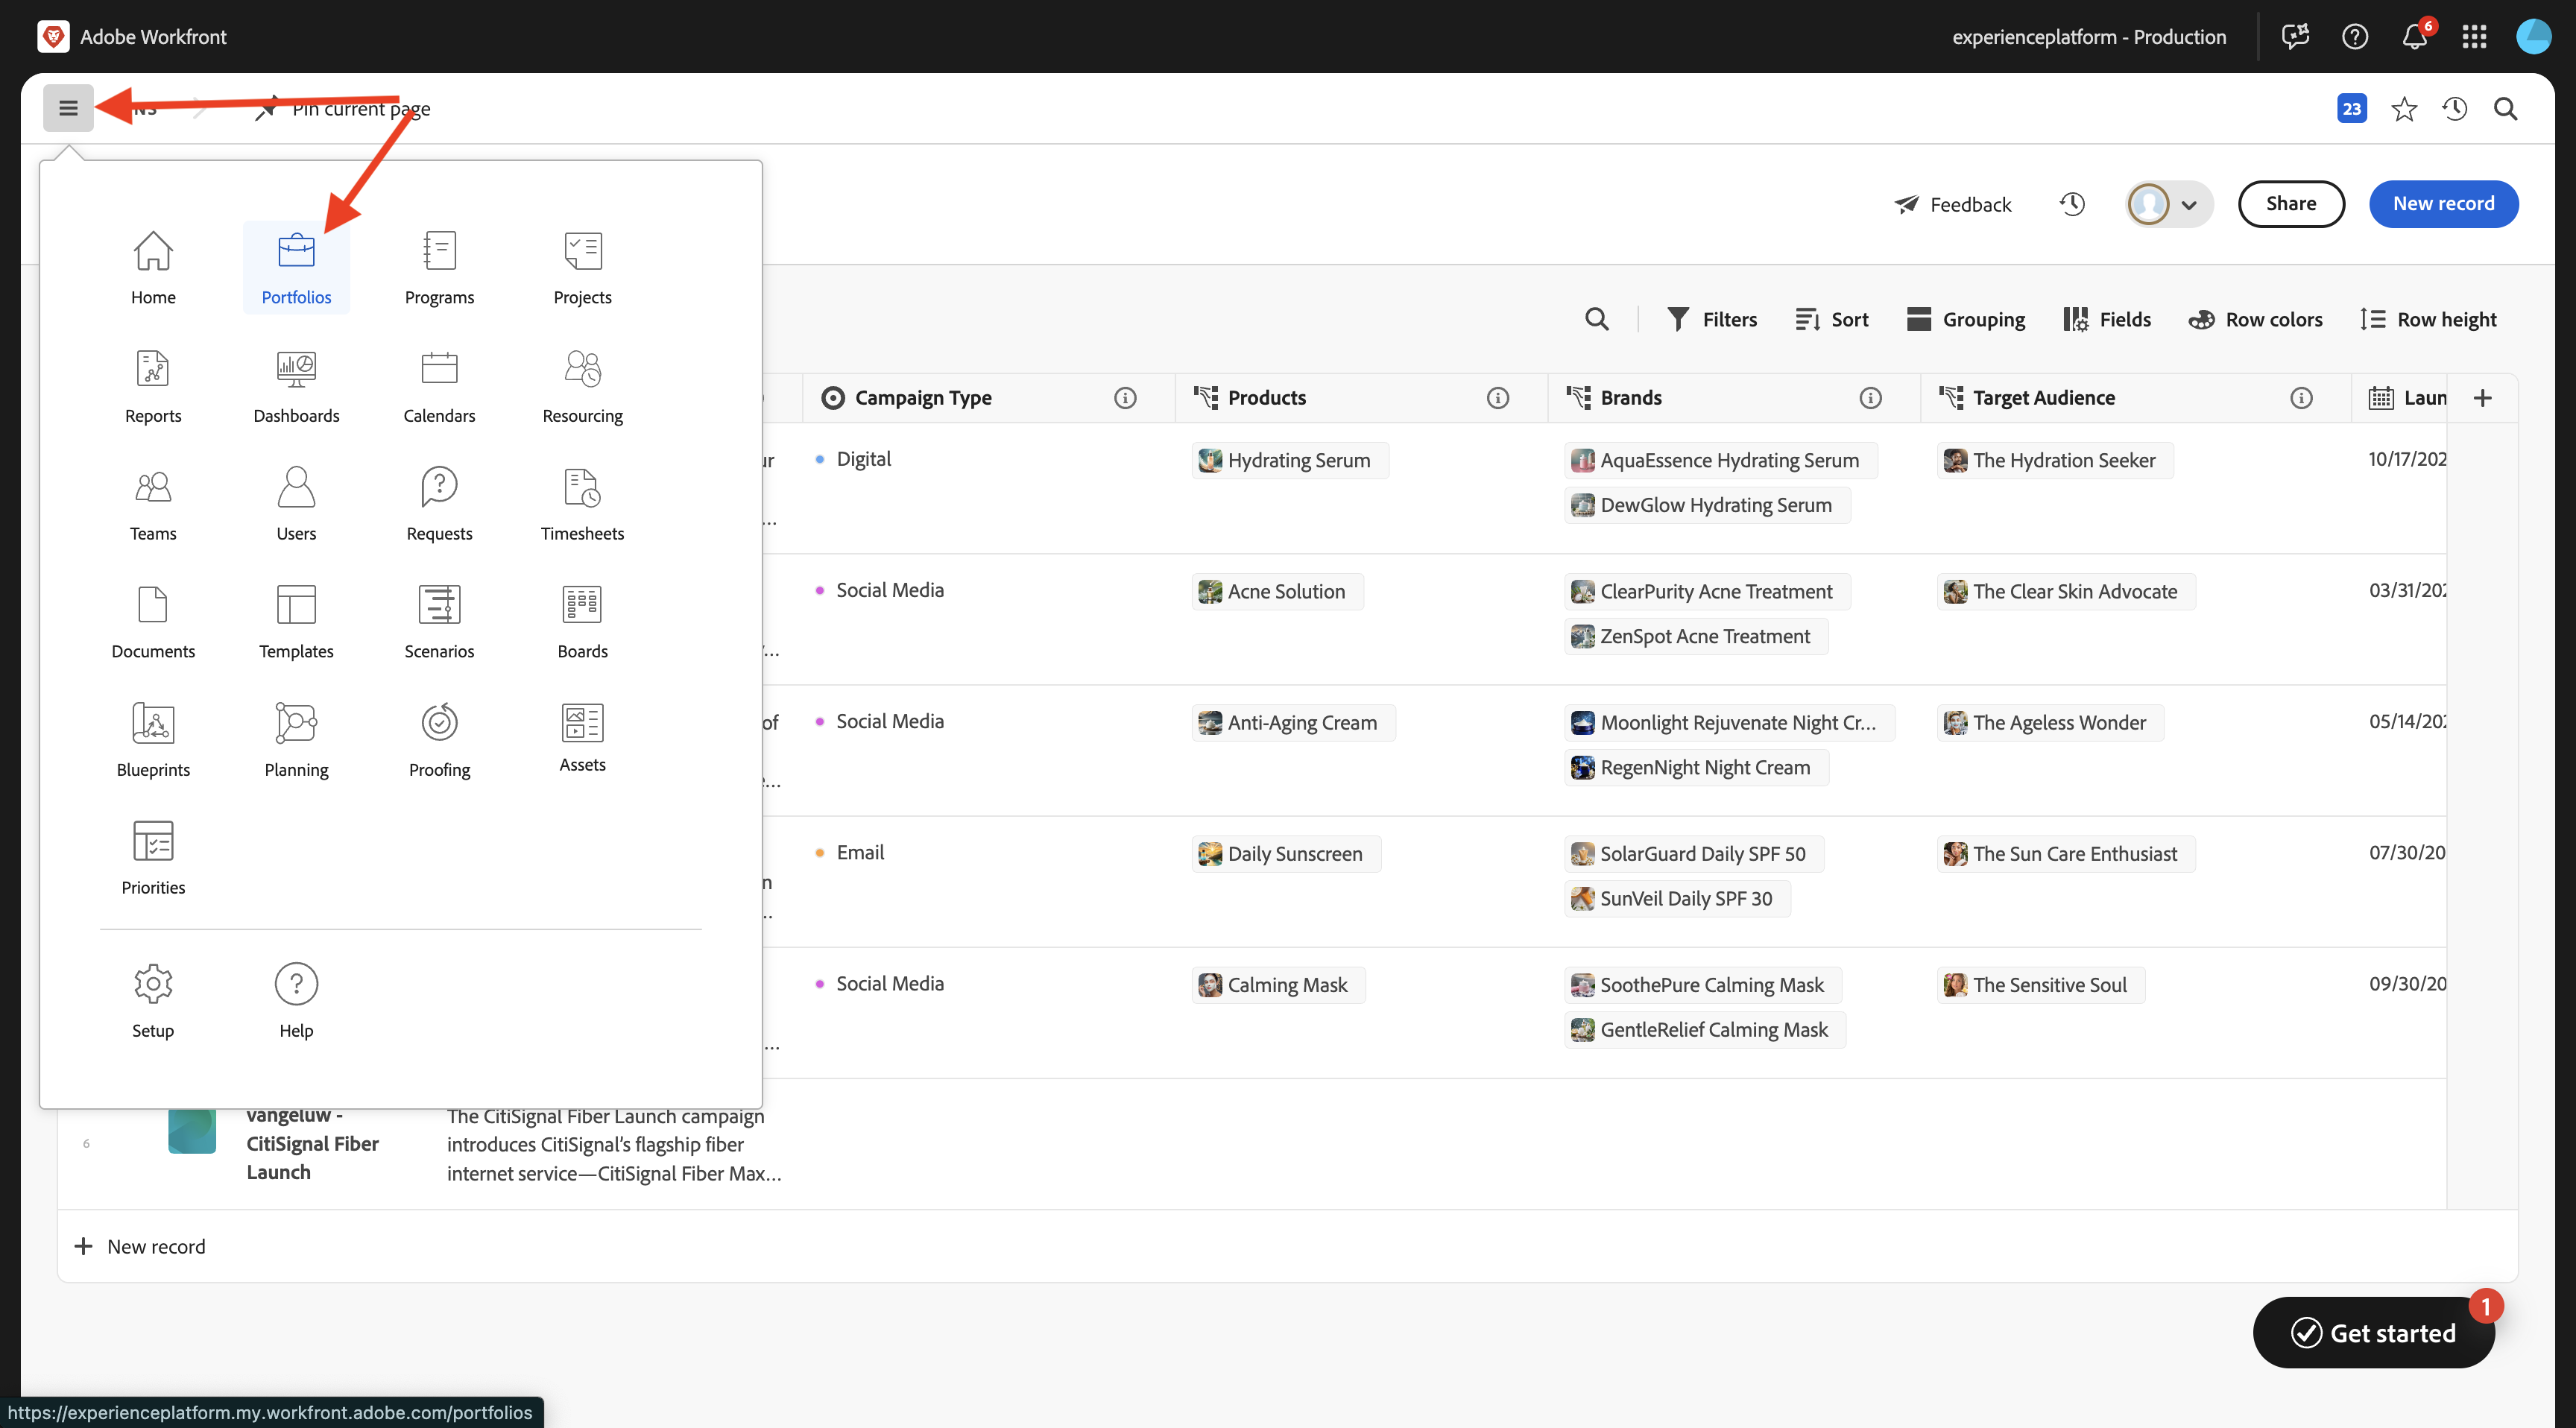 Adobe Workfront
experienceplatform - Production
6
NS
Pin current page
23
Feedback
Share
New record
Home
Portfolios
Programs
Projects
Reports
Dashboards
Calendars
Resourcing
Teams
Users
Requests
Timesheets
Documents
Templates
Scenarios
Boards
Blueprints
Planning
Proofing
Assets
Priorities
Setup
Help
Filters
Sort
Grouping
Fields
Row colors
Row height
Campaign Type
Products
Brands
Target Audience
Laun
ur
...
Digital
Hydrating Serum
AquaEssence Hydrating Serum
DewGlow Hydrating Serum
The Hydration Seeker
10/17/202
Social Media
Acne Solution
ClearPurity Acne Treatment
ZenSpot Acne Treatment
The Clear Skin Advocate
03/31/202
of
Social Media
Anti-Aging Cream
Moonlight Rejuvenate Night Cr...
RegenNight Night Cream
The Ageless Wonder
05/14/202
e...
n
Email
Daily Sunscreen
SolarGuard Daily SPF 50
SunVeil Daily SPF 30
The Sun Care Enthusiast
07/30/20
Social Media
Calming Mask
SoothePure Calming Mask
GentleRelief Calming Mask
The Sensitive Soul
09/30/20
...
6
vangeluw -
CitiSignal Fiber
Launch
The CitiSignal Fiber Launch campaign
introduces CitiSignal’s flagship fiber
internet service—CitiSignal Fiber Max...
New record
1
Get started
https://experienceplatform.my.workfront.adobe.com/portfolios